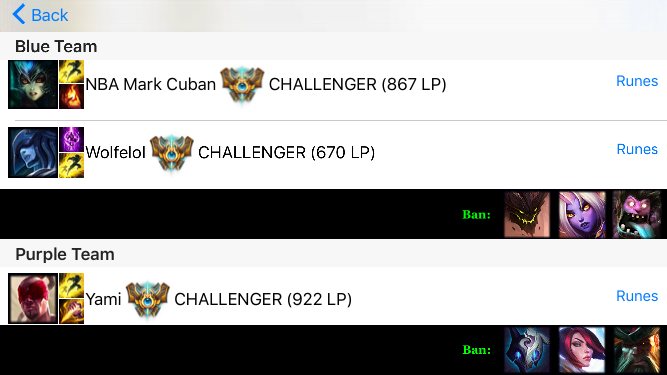 Back
Blue Team
NBA Mark Cuban CHALLENGER (867 LP) Runes
Wolfelol CHALLENGER (670 LP) Runes
Ban:
Purple Team
Yami CHALLENGER (922 LP) Runes
Ban: